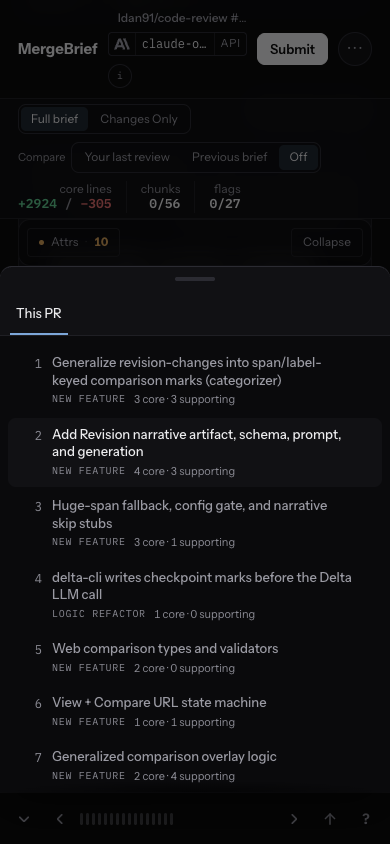 Idan91/code-review #…
MergeBrief
claude-o…
API
Submit
i
Full brief
Changes Only
Compare
Your last review
Previous brief
Off
core lines
chunks
flags
+2924 / −305
0/56
0/27
Attrs 10
Collapse
This PR
1 Generalize revision-changes into span/label-
keyed comparison marks (categorizer)
NEW FEATURE 3 core · 3 supporting
2 Add Revision narrative artifact, schema, prompt,
and generation
NEW FEATURE 4 core · 3 supporting
3 Huge-span fallback, config gate, and narrative
skip stubs
NEW FEATURE 3 core · 1 supporting
4 delta-cli writes checkpoint marks before the Delta
LLM call
LOGIC REFACTOR 1 core · 0 supporting
5 Web comparison types and validators
NEW FEATURE 2 core · 0 supporting
6 View + Compare URL state machine
NEW FEATURE 1 core · 1 supporting
7 Generalized comparison overlay logic
NEW FEATURE 2 core · 4 supporting
?